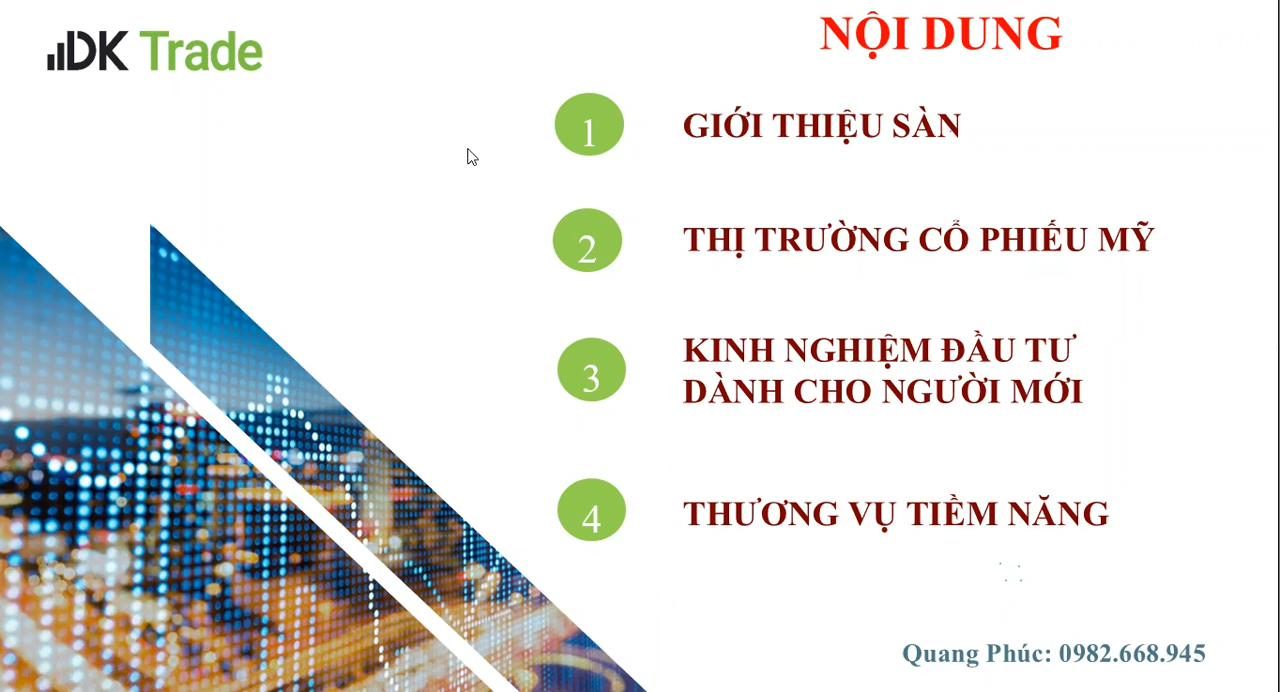 DK Trade
NỘI DUNG
1 GIỚI THIỆU SÀN
2 THỊ TRƯỜNG CỔ PHIẾU MỸ
3 KINH NGHIỆM ĐẦU TƯ
DÀNH CHO NGƯỜI MỚI
4 THƯƠNG VỤ TIỀM NĂNG
Quang Phúc: 0982.668.945